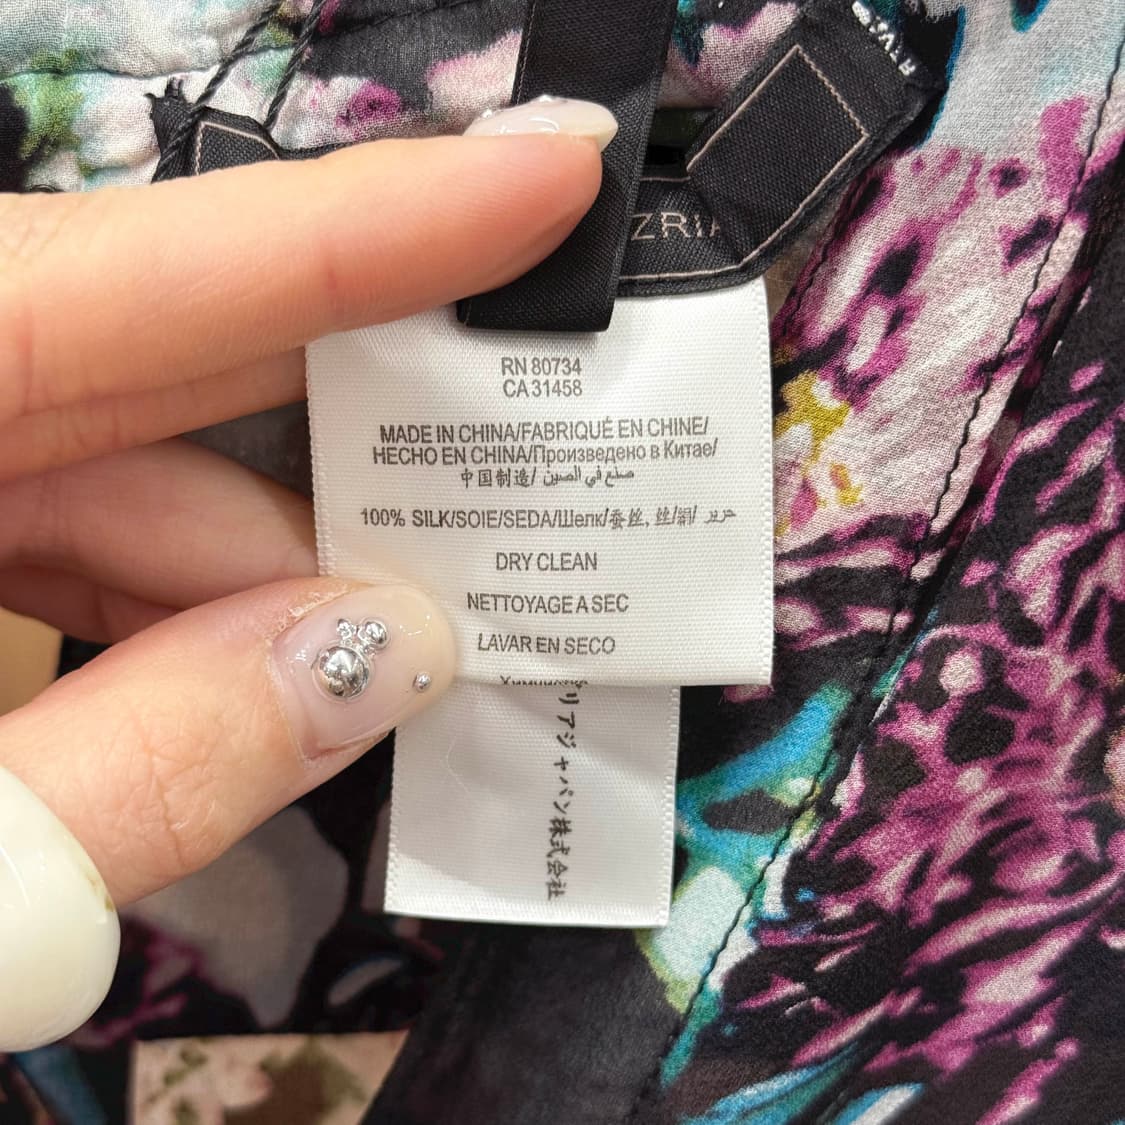 ZRIA
RN 80734
CA 31458
MADE IN CHINA/FABRIQUÉ EN CHINE/
HECHO EN CHINA/Произведено в Китае/
中国制造/ صنع في الصين
100% SILK/SOIE/SEDA/Шелк/蚕丝, 丝/絹/ حرير
DRY CLEAN
NETTOYAGE A SEC
LAVAR EN SECO
リアジャパン株式会社